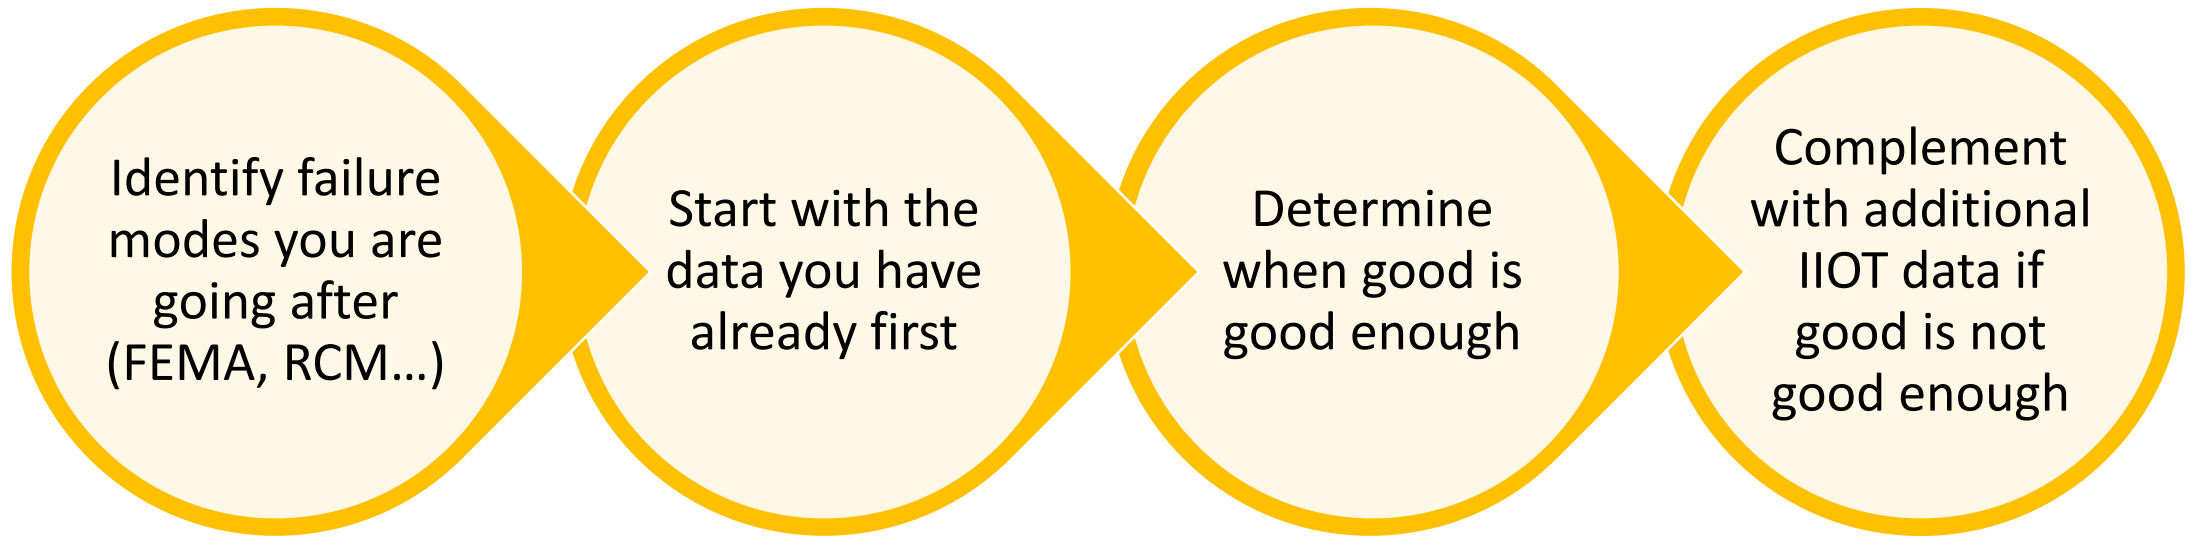 Identify failure
modes you are
going after
(FEMA, RCM...)
Start with the
data you have
already first
Determine
when good is
good enough
Complement
with additional
IIOT data if
good is not
good enough